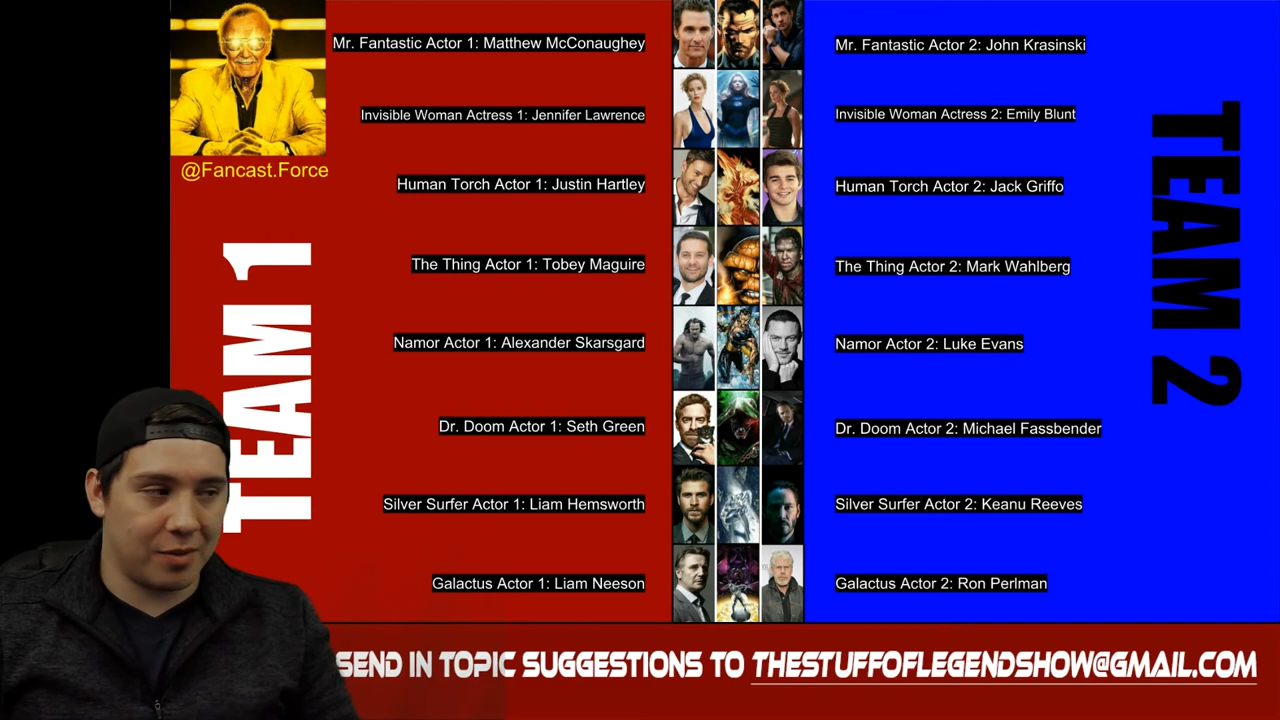 @Fancast.Force
TEAM 1
Mr. Fantastic Actor 1: Matthew McConaughey
Mr. Fantastic Actor 2: John Krasinski
Invisible Woman Actress 1: Jennifer Lawrence
Invisible Woman Actress 2: Emily Blunt
Human Torch Actor 1: Justin Hartley
Human Torch Actor 2: Jack Griffo
The Thing Actor 1: Tobey Maguire
The Thing Actor 2: Mark Wahlberg
Namor Actor 1: Alexander Skarsgard
Namor Actor 2: Luke Evans
Dr. Doom Actor 1: Seth Green
Dr. Doom Actor 2: Michael Fassbender
Silver Surfer Actor 1: Liam Hemsworth
Silver Surfer Actor 2: Keanu Reeves
Galactus Actor 1: Liam Neeson
Galactus Actor 2: Ron Perlman
TEAM 2
SEND IN TOPIC SUGGESTIONS TO THESTUFFOFLEGENDSHOW@GMAIL.COM